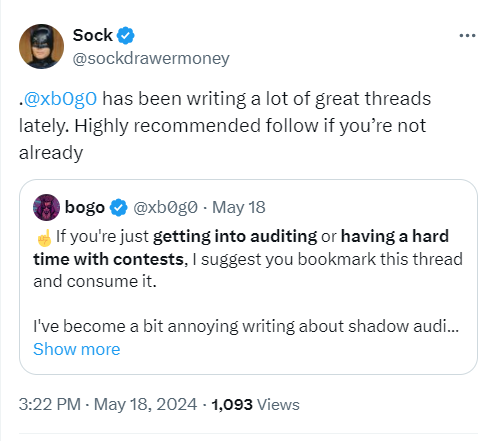 Sock
@sockdrawermoney
.@xb0g0 has been writing a lot of great threads
lately. Highly recommended follow if you’re not
already
bogo @xb0g0 · May 18
☝️If you're just getting into auditing or having a hard
time with contests, I suggest you bookmark this thread
and consume it.
I've become a bit annoying writing about shadow audi...
Show more
3:22 PM · May 18, 2024 · 1,093 Views